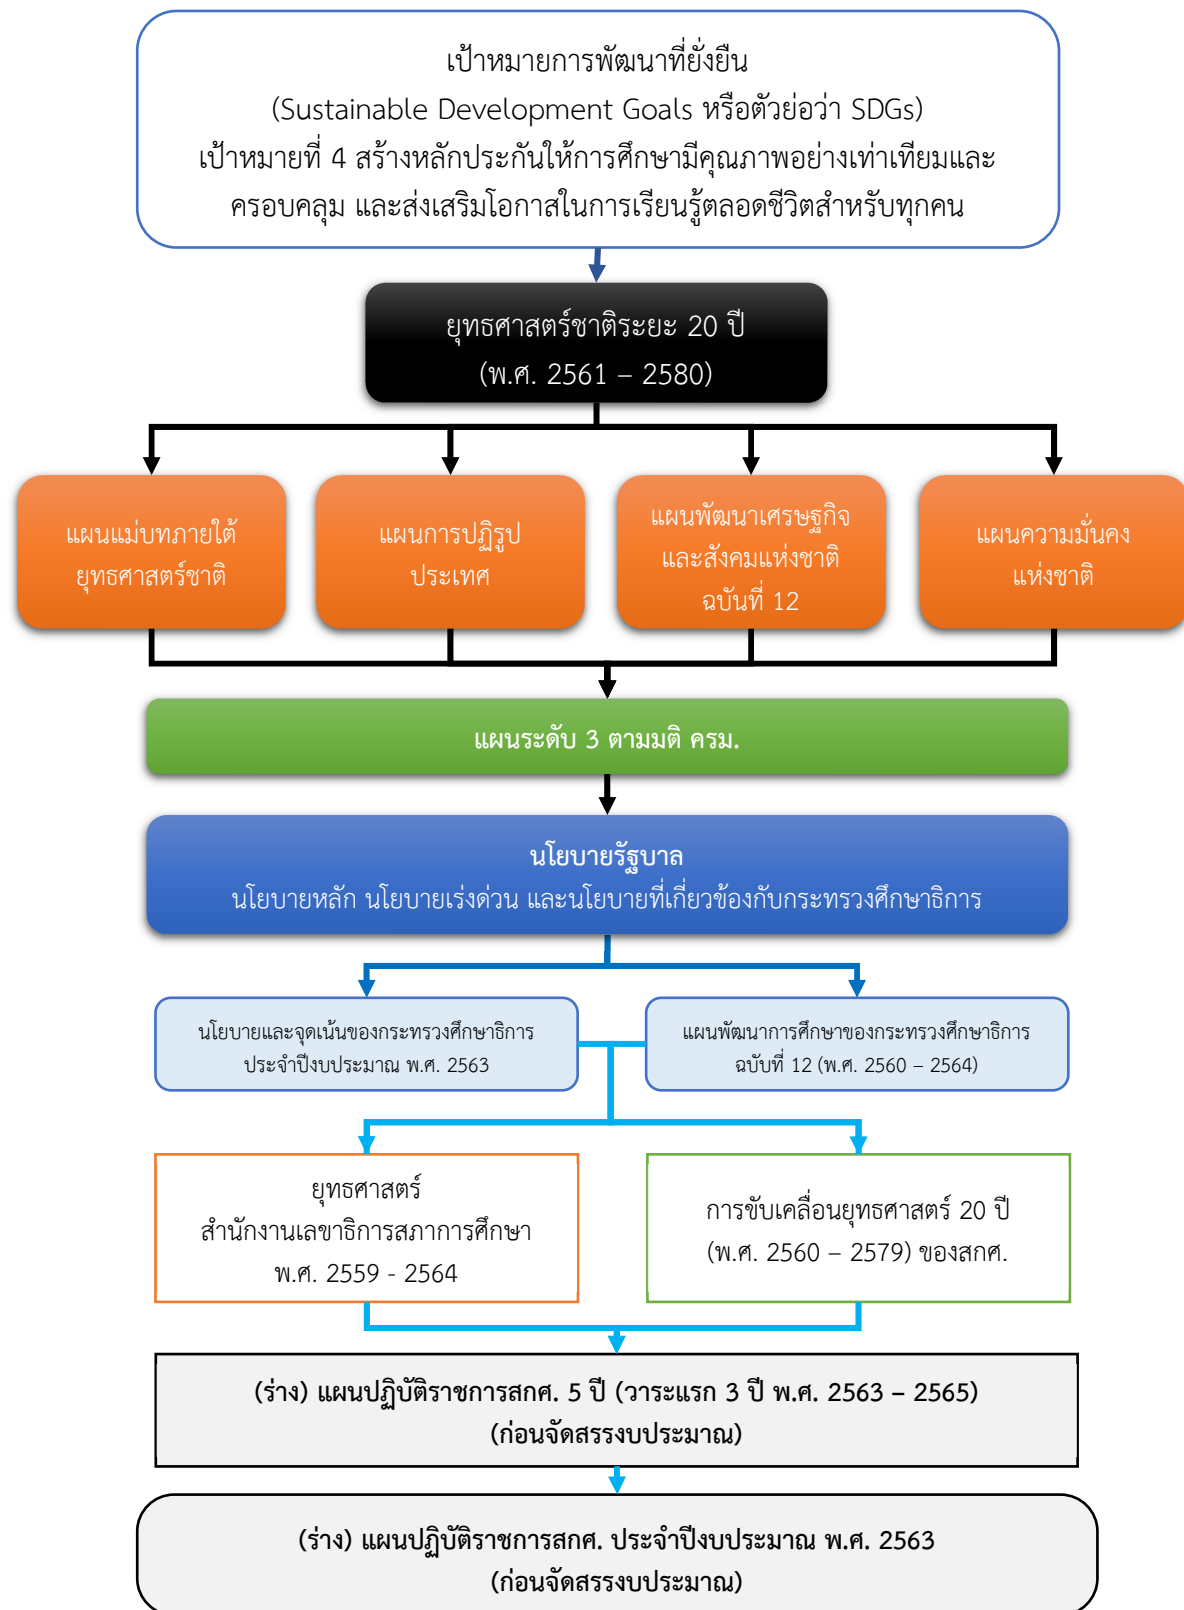 เป้าหมายการพัฒนาที่ยั่งยืน
(Sustainable Development Goals หรือตัวย่อว่า SDGs)
เป้าหมายที่ 4 สร้างหลักประกันให้การศึกษามีคุณภาพอย่างเท่าเทียมและ
ครอบคลุม และส่งเสริมโอกาสในการเรียนรู้ตลอดชีวิตสำหรับทุกคน
ยุทธศาสตร์ชาติระยะ 20 ปี
(พ.ศ. 2561 – 2580)
แผนแม่บทภายใต้
ยุทธศาสตร์ชาติ
แผนการปฏิรูป
ประเทศ
แผนพัฒนาเศรษฐกิจ
และสังคมแห่งชาติ
ฉบันที่ 12
แผนความมั่นคง
แห่งชาติ
แผนระดับ 3 ตามมติ ครม.
นโยบายรัฐบาล
นโยบายหลัก นโยบายเร่งด่วน และนโยบายที่เกี่ยวข้องกับกระทรวงศึกษาธิการ
นโยบายและจุดเน้นของกระทรวงศึกษาธิการ
ประจำปีงบประมาณ พ.ศ. 2563
แผนพัฒนาการศึกษาของกระทรวงศึกษาธิการ
ฉบับที่ 12 (พ.ศ. 2560 – 2564)
ยุทธศาสตร์
สำนักงานเลขาธิการสภาการศึกษา
พ.ศ. 2559 - 2564
การขับเคลื่อนยุทธศาสตร์ 20 ปี
(พ.ศ. 2560 – 2579) ของสกศ.
(ร่าง) แผนปฏิบัติราชการสกศ. 5 ปี (วาระแรก 3 ปี พ.ศ. 2563 – 2565)
(ก่อนจัดสรรงบประมาณ)
(ร่าง) แผนปฏิบัติราชการสกศ. ประจำปีงบประมาณ พ.ศ. 2563
(ก่อนจัดสรรงบประมาณ)